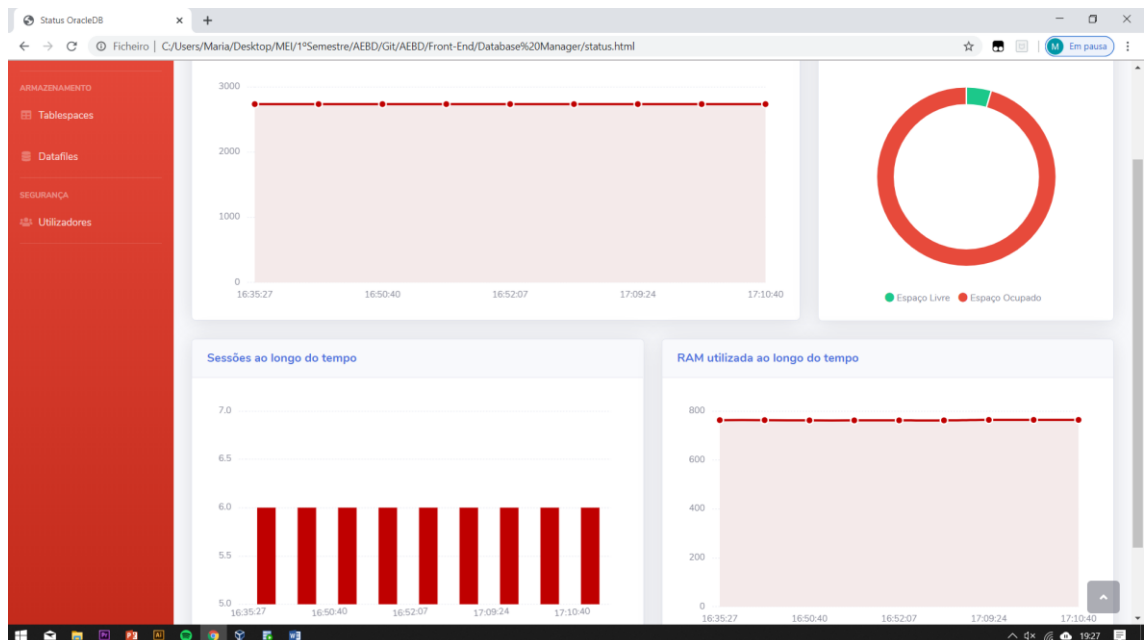 Status OracleDB
Ficheiro | C:/Users/Maria/Desktop/MEI/1ºSemestre/AEBD/Git/AEBD/Front-End/Database%20Manager/status.html
M Em pausa
ARMAZENAMENTO
Tablespaces
Datafiles
SEGURANÇA
Utilizadores
3000
2000
1000
0
16:35:27 16:50:40 16:52:07 17:09:24 17:10:40
Espaço Livre Espaço Ocupado
Sessões ao longo do tempo
7.0
6.5
6.0
5.5
5.0
16:35:27 16:50:40 16:52:07 17:09:24 17:10:40
RAM utilizada ao longo do tempo
800
600
400
200
0
16:35:27 16:50:40 16:52:07 17:09:24 17:10:40
Pr Ai
19:27